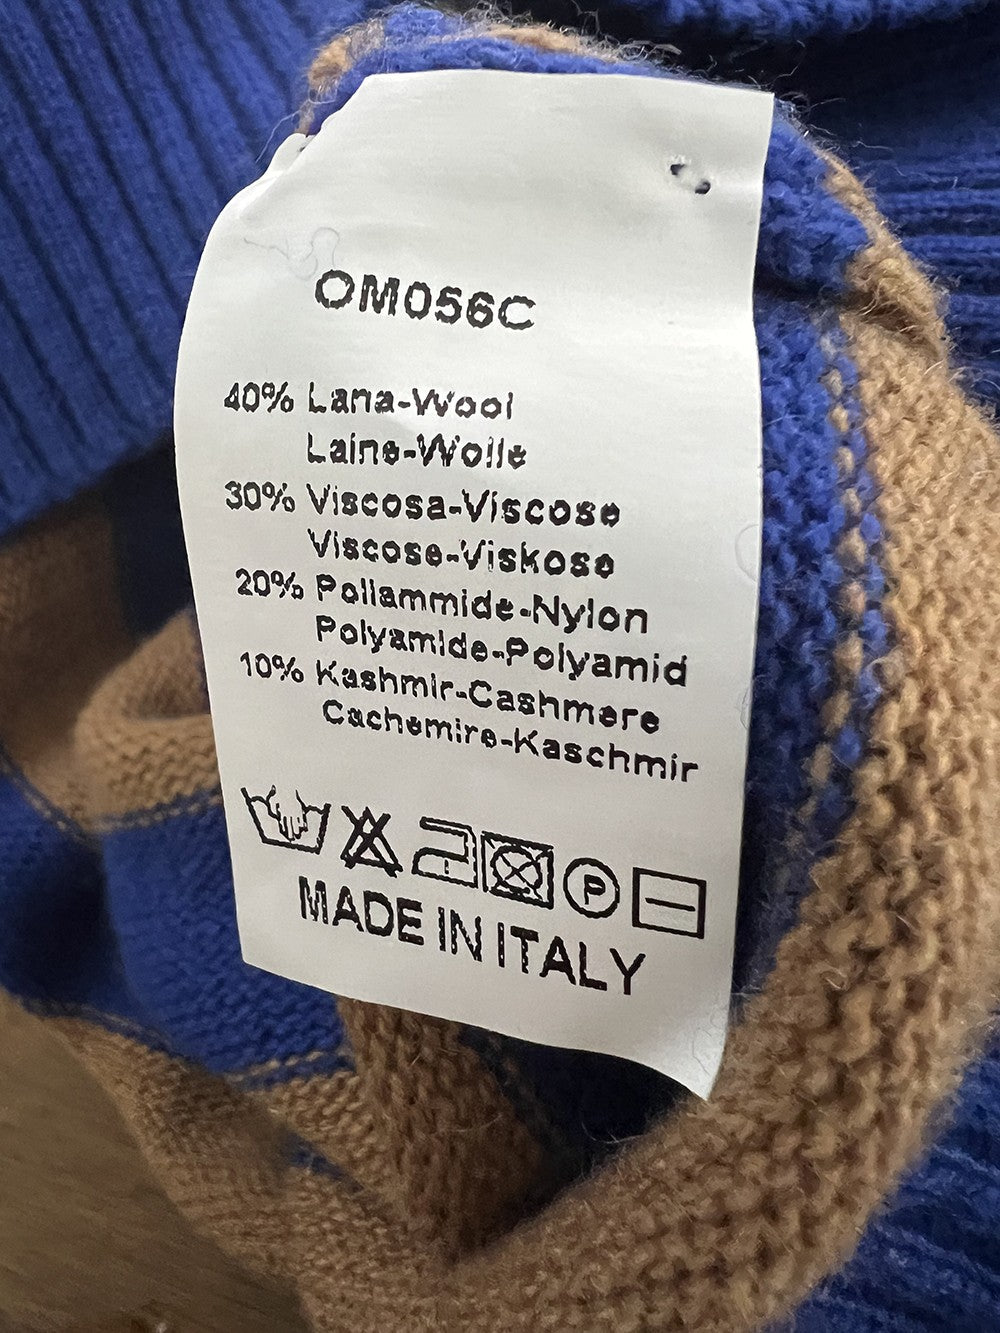 OM056C
40% Lana-Wool
Laine-Wolle
30% Viscosa-Viscose
Viscose-Viskose
20% Poliammide-Nylon
Polyamide-Polyamid
10% Kashmir-Cashmere
Cachemire-Kaschmir
P
MADE IN ITALY